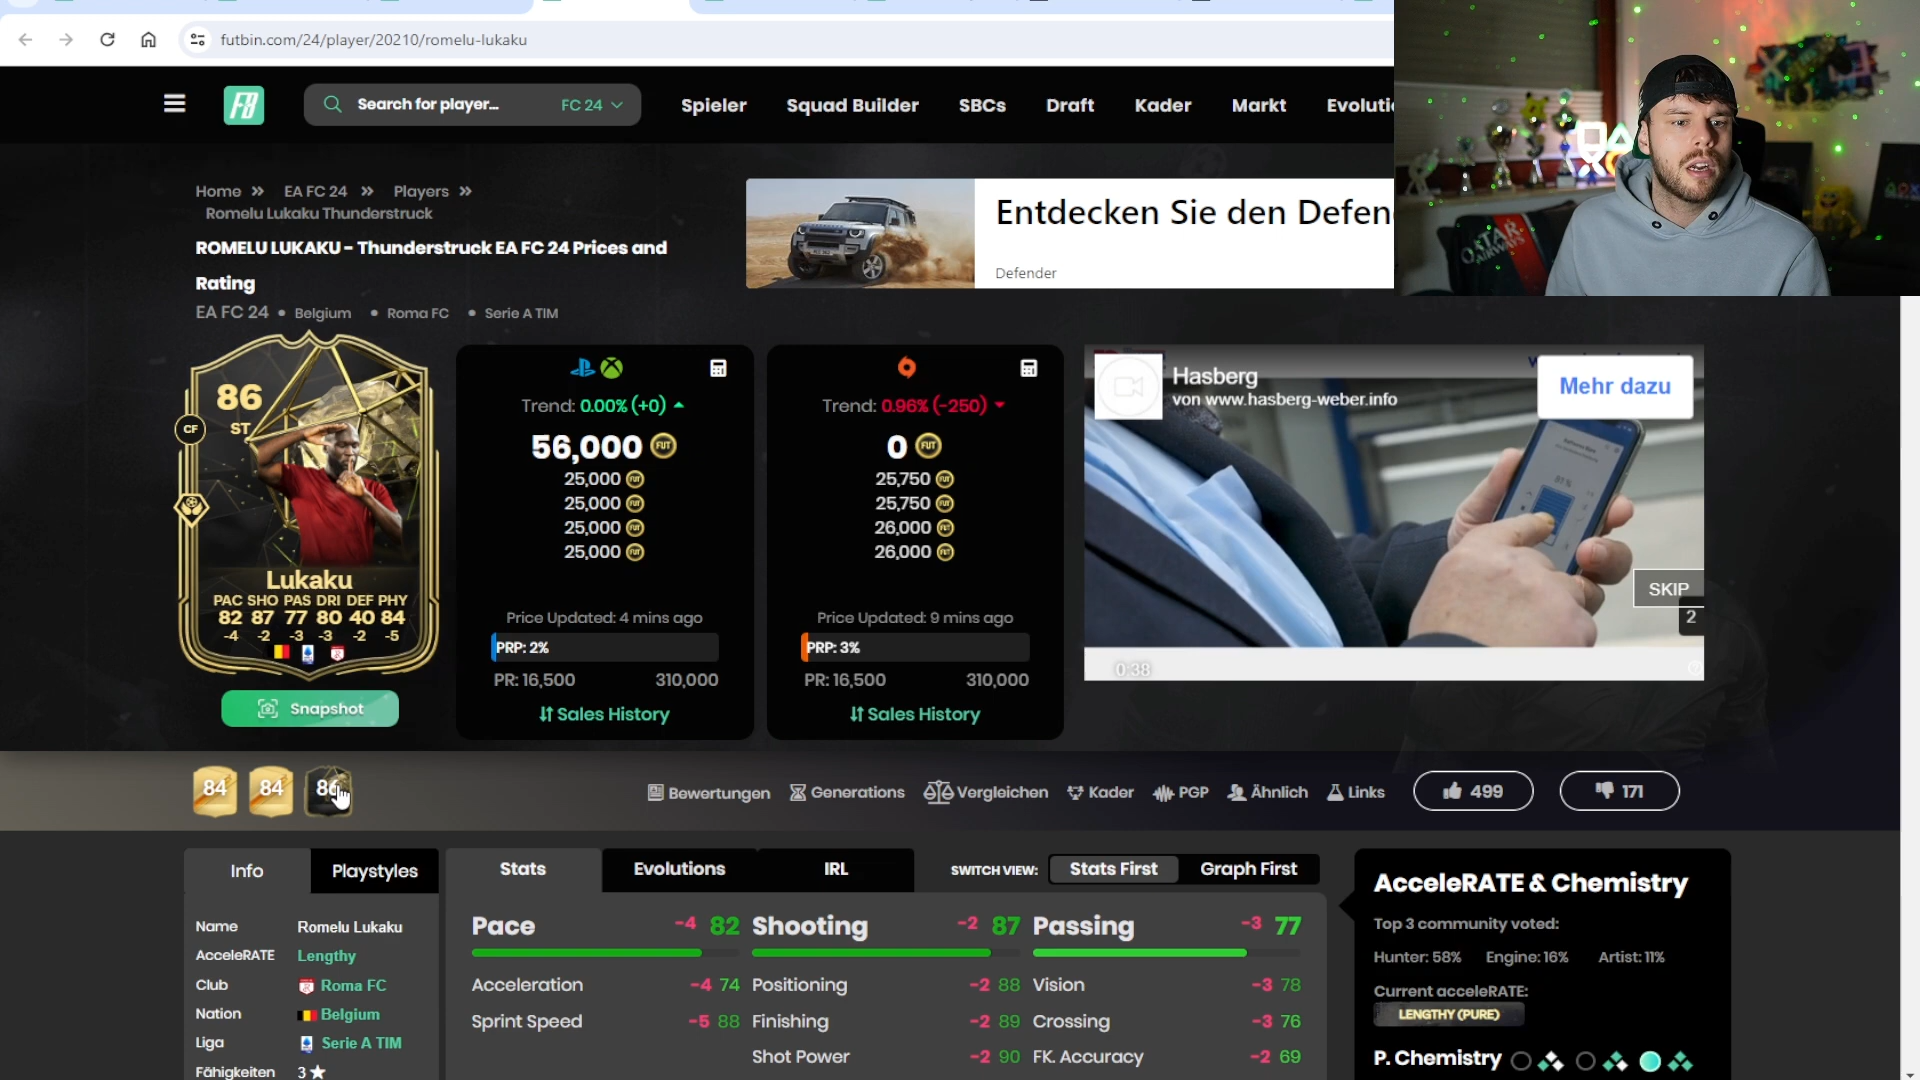 futbin.com/24/player/20210/romelu-lukaku
Search for player...
FC 24
Spieler
Squad Builder
SBCs
Draft
Kader
Markt
Home » EA FC 24 » Players »
Romelu Lukaku Thunderstruck
ROMELU LUKAKU - Thunderstruck EA FC 24 Prices and
Rating
EA FC 24 • Belgium • Roma FC • Serie A TIM
Entdecken Sie den
Defender
86
ST
CF
Lukaku
PAC SHO PAS DRI DEF PHY
82 87 77 80 40 84
-4 -2 -3 -3 -2 -5
Snapshot
Trend: 0.00% (+0)
56,000
25,000
25,000
25,000
25,000
Price Updated: 4 mins ago
PRP: 2%
PR: 16,500 310,000
Sales History
Trend: 0.96% (-250)
0
25,750
25,750
26,000
26,000
Price Updated: 9 mins ago
PRP: 3%
PR: 16,500 310,000
Sales History
Hasberg
von www.hasberg-weber.info
Mehr dazu
SKIP
2
0:38
QATAR
AIRWAYS
84
84
86
Bewertungen
Generations
Vergleichen
Kader
PGP
Ähnlich
Links
499
171
Info
Playstyles
Name Romelu Lukaku
AcceleRATE Lengthy
Club Roma FC
Nation Belgium
Liga Serie A TIM
Fähigkeiten 3
Stats
Evolutions
IRL
SWITCH VIEW:
Stats First
Graph First
Pace -4 82
Acceleration -4 74
Sprint Speed -5 88
Shooting -2 87
Positioning -2 88
Finishing -2 89
Shot Power -2 90
Passing -3 77
Vision -3 78
Crossing -3 76
FK. Accuracy -2 69
AcceleRATE & Chemistry
Top 3 community voted:
Hunter: 58% Engine: 16% Artist: 11%
Current acceleRATE:
LENGTHY (PURE)
P. Chemistry